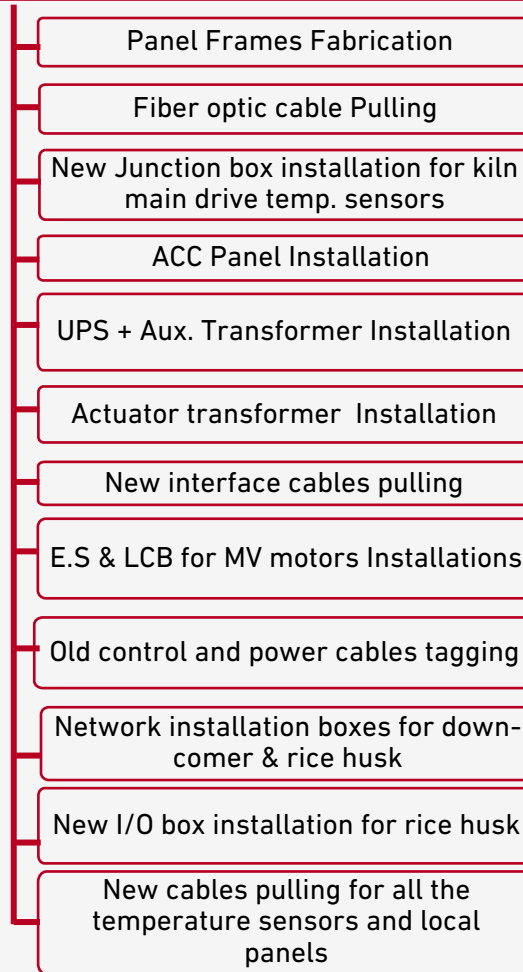 Panel Frames Fabrication
Fiber optic cable Pulling
New Junction box installation for kiln
main drive temp. sensors
ACC Panel Installation
UPS + Aux. Transformer Installation
Actuator transformer  Installation
New interface cables pulling
E.S & LCB for MV motors Installations
Old control and power cables tagging
Network installation boxes for down-
comer & rice husk
New I/O box installation for rice husk
New cables pulling for all the
temperature sensors and local
panels